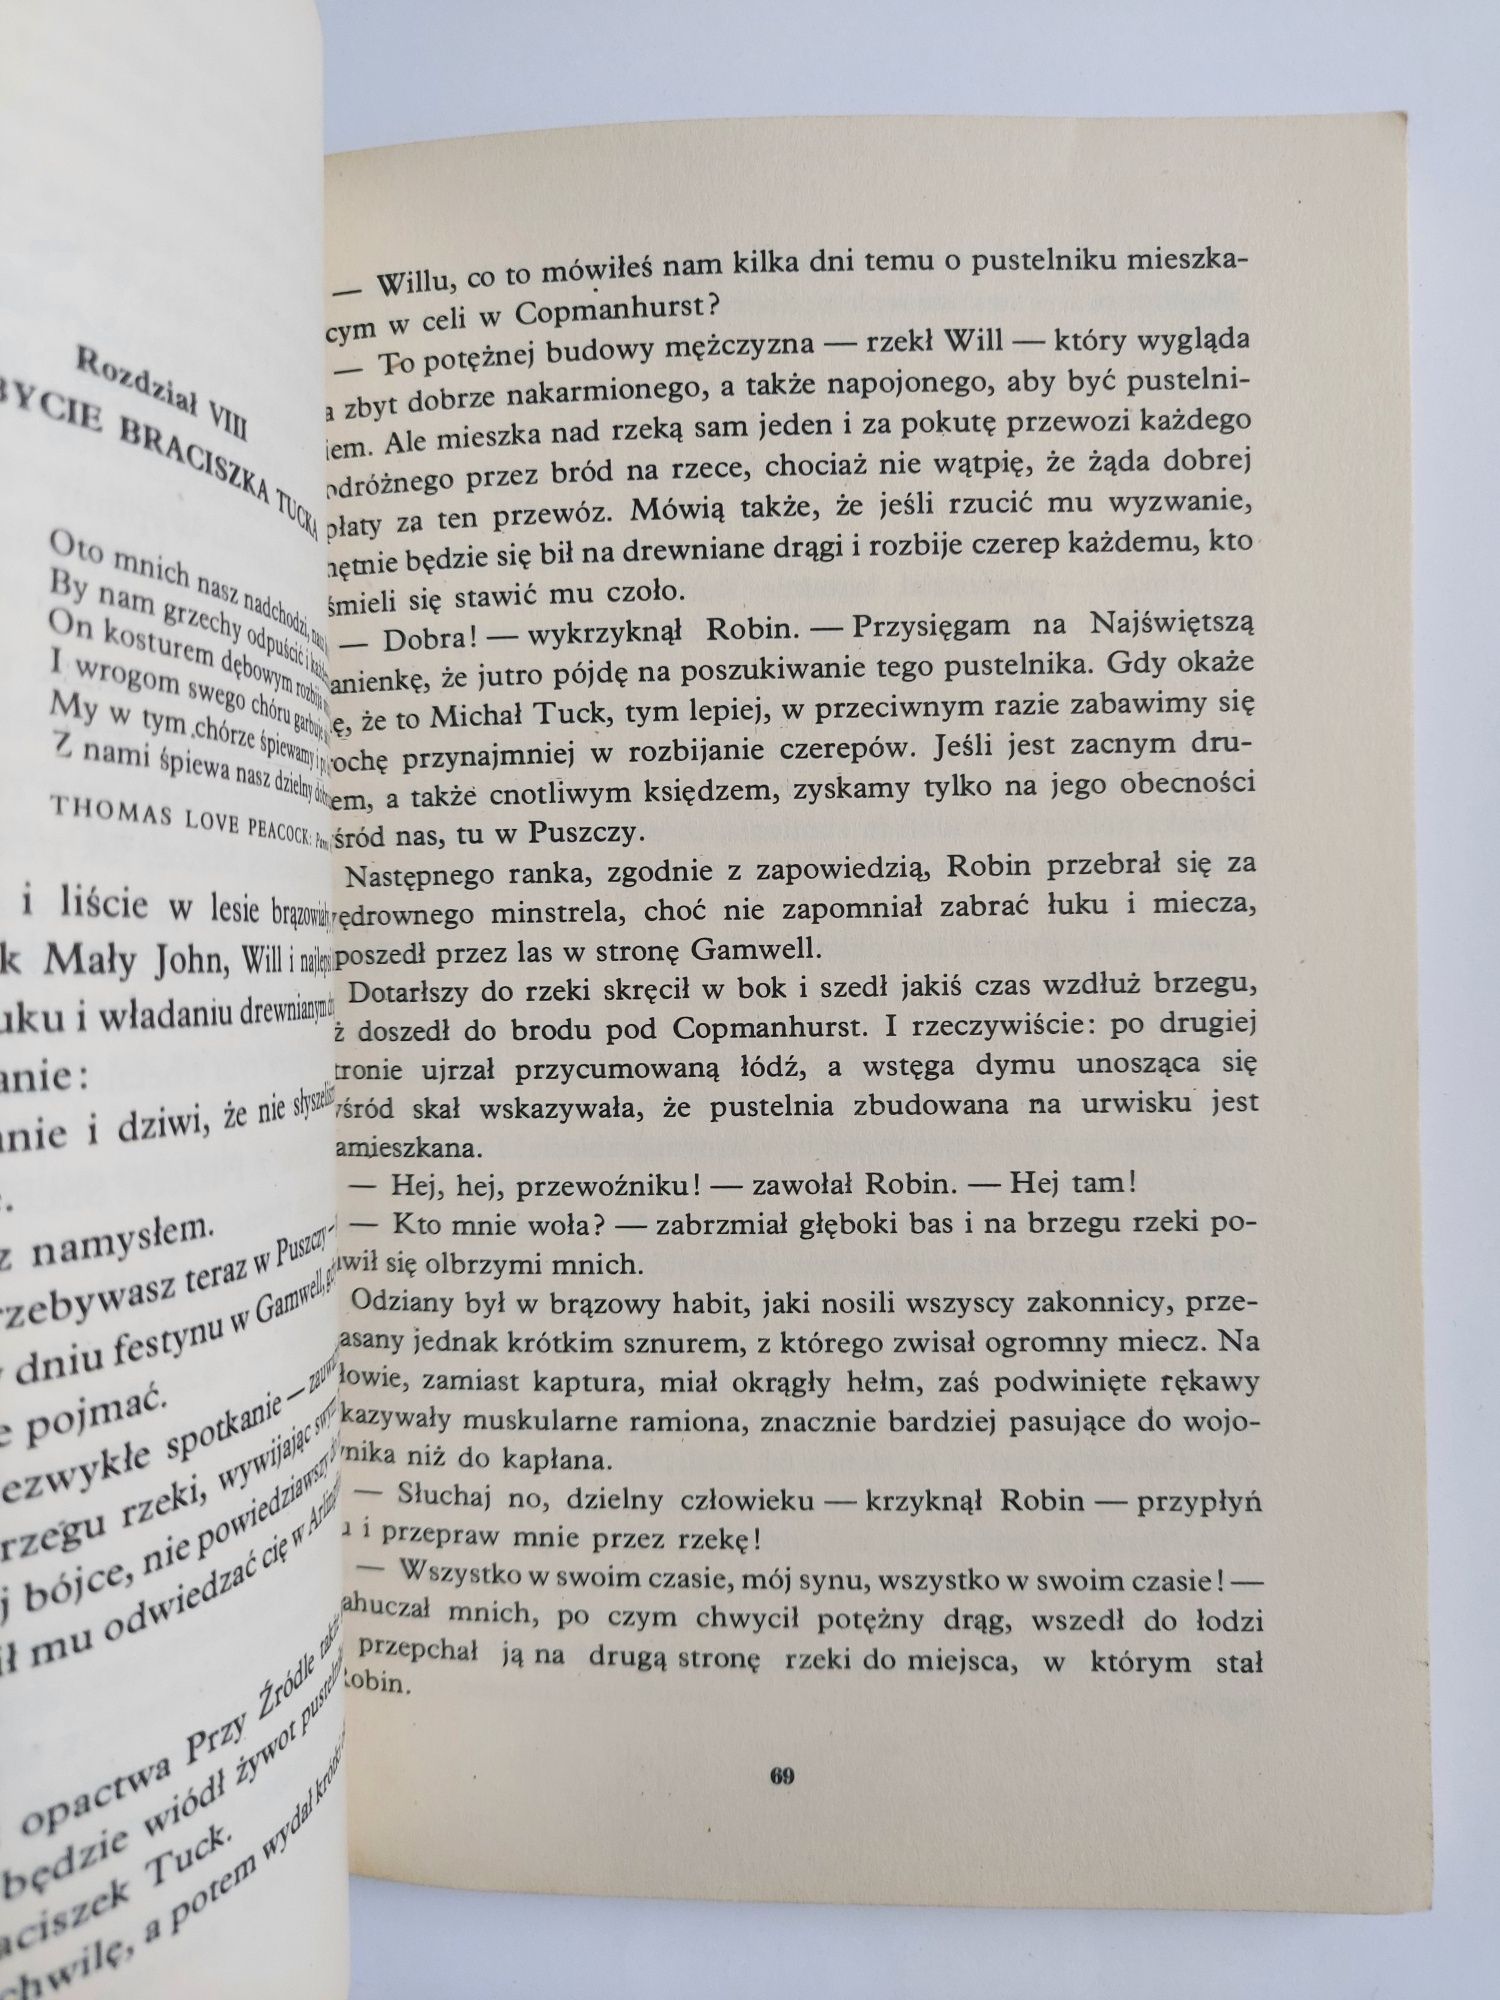 Rozdział VIII
BYCIE BRACISZKA TUCKA
Oto mnich nasz nadchodzi,
By nam grzechy odpuścić i
On kosturem dębowym rozbija
I wrogom swego chóru garbuje
My w tym chórze śpiewamy i
Z nami śpiewa nasz dzielny
THOMAS LOVE PEACOCK:
i liście w lesie
k Mały John, Will i
uku i władaniu drewnianym
anie:
anie i dziwi, że nie
z namysłem.
rzebywasz teraz w Puszczy —
dniu festynu w Gamwell,
e pojmać.
ezwykłe spotkanie —
rzegu rzeki, wywijając
j bójce, nie powiedziawszy
ił mu odwiedzać cię w
opactwa Przy Źródle
będzie wiódł żywot
aciszek Tuck.
chwilę, a potem wydał
— Willu, co to mówiłeś nam kilka dni temu o pustelniku mieszka-
cym w celi w Copmanhurst?
— To potężnej budowy mężczyzna — rzekł Will — który wygląda
a zbyt dobrze nakarmionego, a także napojonego, aby być pustelni-
iem. Ale mieszka nad rzeką sam jeden i za pokutę przewozi każdego
odróżnego przez bród na rzece, chociaż nie wątpię, że żąda dobrej
płaty za ten przewóz. Mówią także, że jeśli rzucić mu wyzwanie,
hętnie będzie się bił na drewniane drągi i rozbije czerep każdemu, kto
śmieli się stawić mu czoło.
— Dobra! — wykrzyknął Robin. — Przysięgam na Najświętszą
anienkę, że jutro pójdę na poszukiwanie tego pustelnika. Gdy okaże
ę, że to Michał Tuck, tym lepiej, w przeciwnym razie zabawimy się
ochę przynajmniej w rozbijanie czerepów. Jeśli jest zacnym dru-
em, a także cnotliwym księdzem, zyskamy tylko na jego obecności
śród nas, tu w Puszczy.
Następnego ranka, zgodnie z zapowiedzią, Robin przebrał się za
ędrownego minstrela, choć nie zapomniał zabrać łuku i miecza,
poszedł przez las w stronę Gamwell.
Dotarłszy do rzeki skręcił w bok i szedł jakiś czas wzdłuż brzegu,
ż doszedł do brodu pod Copmanhurst. I rzeczywiście: po drugiej
tronie ujrzał przycumowaną łódź, a wstęga dymu unosząca się
śród skał wskazywała, że pustelnia zbudowana na urwisku jest
amieszkana.
— Hej, hej, przewoźniku! — zawołał Robin. — Hej tam!
— Kto mnie woła? — zabrzmiał głęboki bas i na brzegu rzeki po-
wił się olbrzymi mnich.
Odziany był w brązowy habit, jaki nosili wszyscy zakonnicy, prze-
asany jednak krótkim sznurem, z którego zwisał ogromny miecz. Na
łowie, zamiast kaptura, miał okrągły hełm, zaś podwinięte rękawy
kazywały muskularne ramiona, znacznie bardziej pasujące do wojo-
nika niż do kapłana.
— Słuchaj no, dzielny człowieku — krzyknął Robin — przypłyń
u i przepraw mnie przez rzekę!
— Wszystko w swoim czasie, mój synu, wszystko w swoim czasie! —
ahuczał mnich, po czym chwycił potężny drąg, wszedł do łodzi
przepchał ją na drugą stronę rzeki do miejsca, w którym stał
Robin.
69